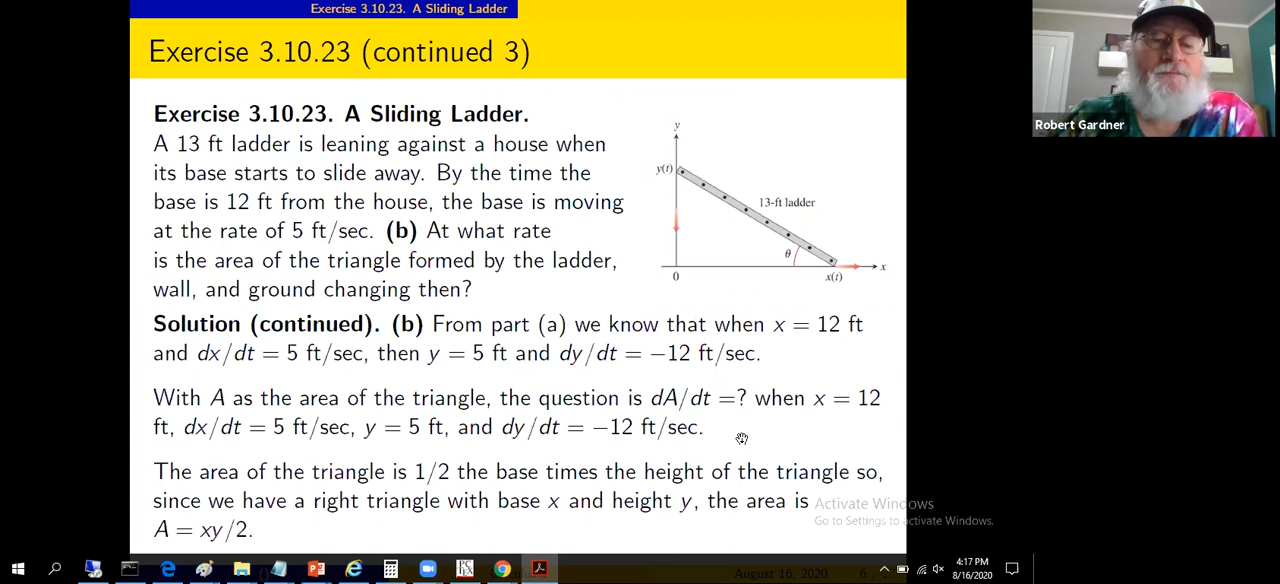 Exercise 3.10.23. A Sliding Ladder
Exercise 3.10.23 (continued 3)
Exercise 3.10.23. A Sliding Ladder.
A 13 ft ladder is leaning against a house when
its base starts to slide away. By the time the
base is 12 ft from the house, the base is moving
at the rate of 5 ft/sec. (b) At what rate
is the area of the triangle formed by the ladder,
wall, and ground changing then?
y
y(t)
13-ft ladder
θ
x
0
x(t)
Solution (continued). (b) From part (a) we know that when x = 12 ft
and dx/dt = 5 ft/sec, then y = 5 ft and dy/dt = −12 ft/sec.
With A as the area of the triangle, the question is dA/dt =? when x = 12
ft, dx/dt = 5 ft/sec, y = 5 ft, and dy/dt = −12 ft/sec.
The area of the triangle is 1/2 the base times the height of the triangle so,
since we have a right triangle with base x and height y, the area is
A = xy/2.
Robert Gardner
Activate Windows
Go to Settings to activate Windows.
4:17 PM
8/16/2020
August 16, 2020